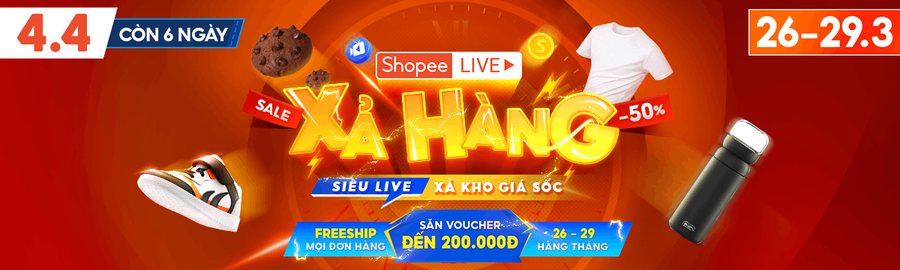 4.4
CÒN 6 NGÀY
26-29.3
Shopee LIVE
SALE
XẢ HÀNG
-50%
SIÊU LIVE XẢ KHO GIÁ SỐC
FREESHIP
MỌI ĐƠN HÀNG
SĂN VOUCHER
ĐẾN 200.000Đ
26 - 29
HÀNG THÁNG